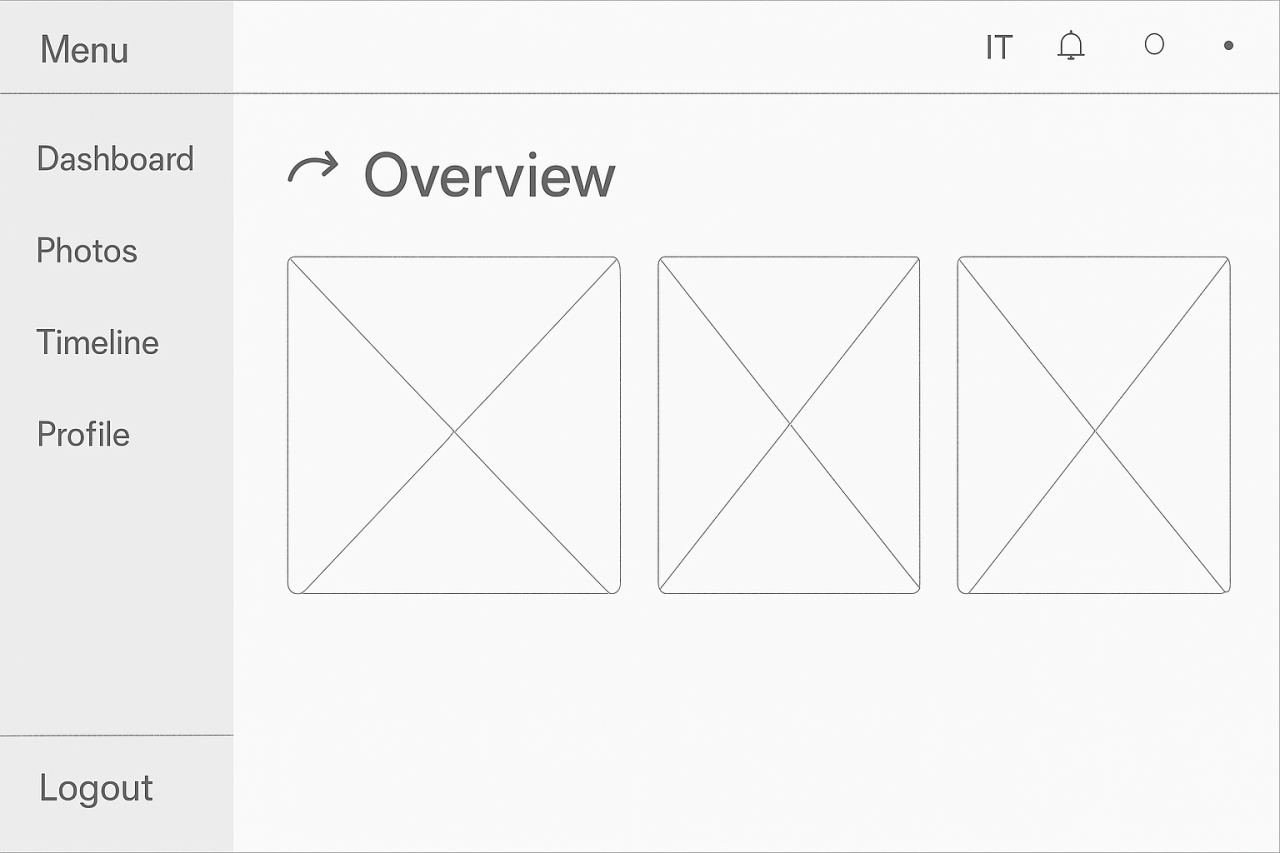 Menu
IT
Dashboard
Photos
Timeline
Profile
Logout
Overview